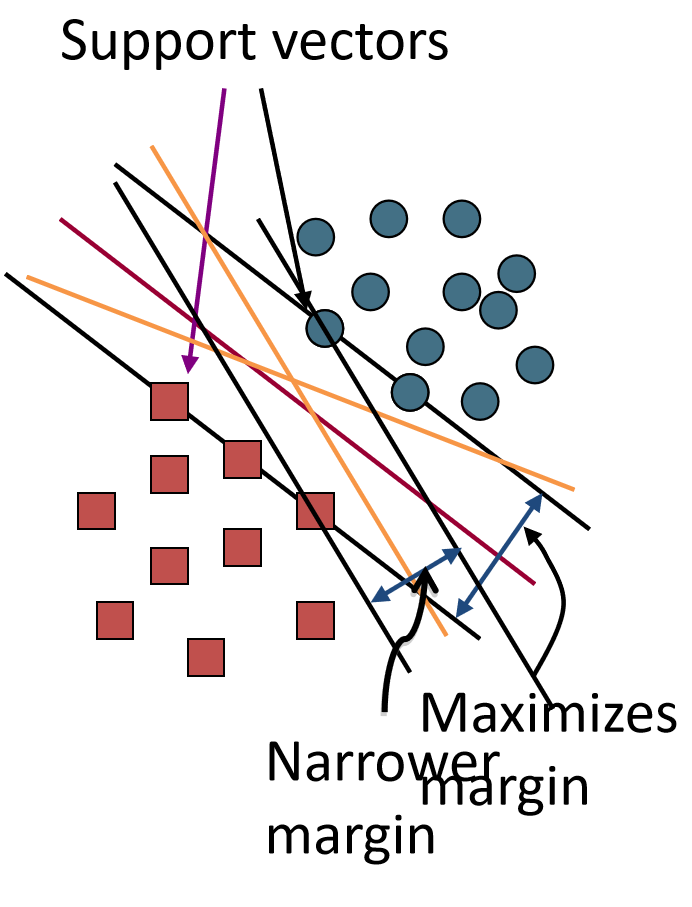 Support vectors
Maximizes
margin
Narrower
margin